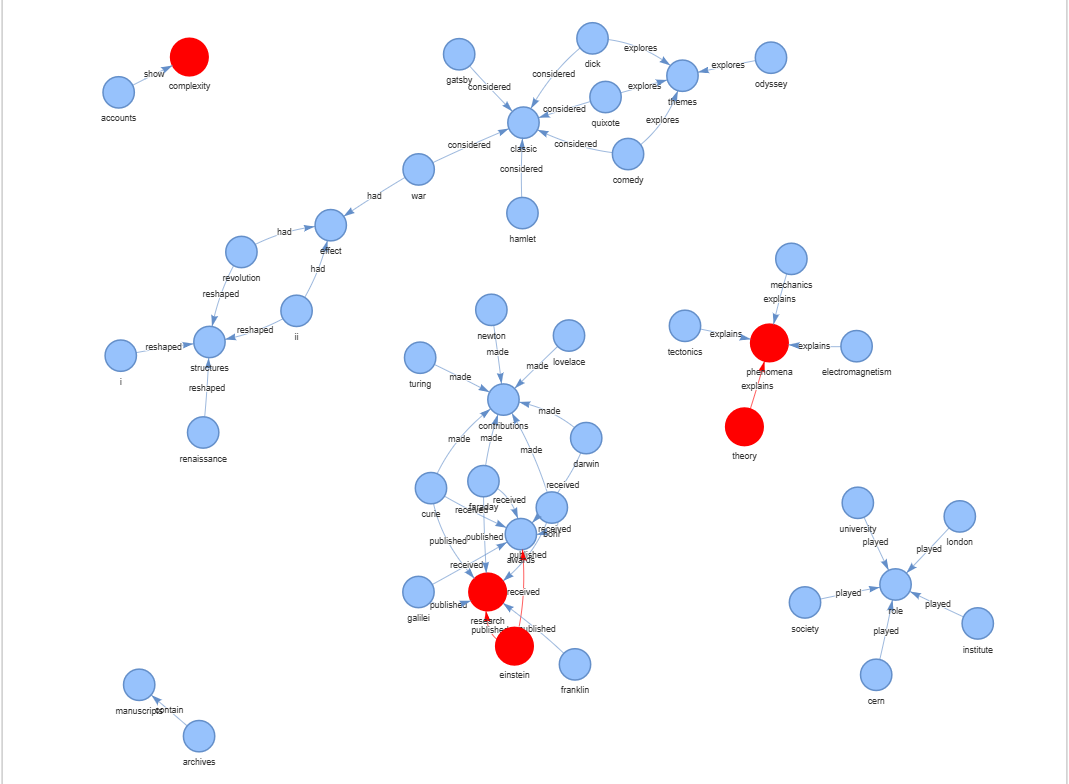 dick
explores
gatsby
considered
considered
explores
odyssey
show
complexity
explores
themes
accounts
considered
quixote
explores
considered
classic
considered
considered
comedy
had
war
hamlet
had
effect
had
revolution
reshaped
reshaped
ii
mechanics
explains
newton
made
explains
tectonics
reshaped
i
structures
reshaped
lovelace
made
turing
made
explains
phenomena
electromagnetism
explains
made
contributions
made
made
made
theory
renaissance
darwin
received
received
faraday
curie
received
published
published
received
bohr
published
awards
received
received
galilei
published
research
published
published
einstein
franklin
university
played
london
played
played
society
role
played
played
institute
cern
manuscripts
contain
archives